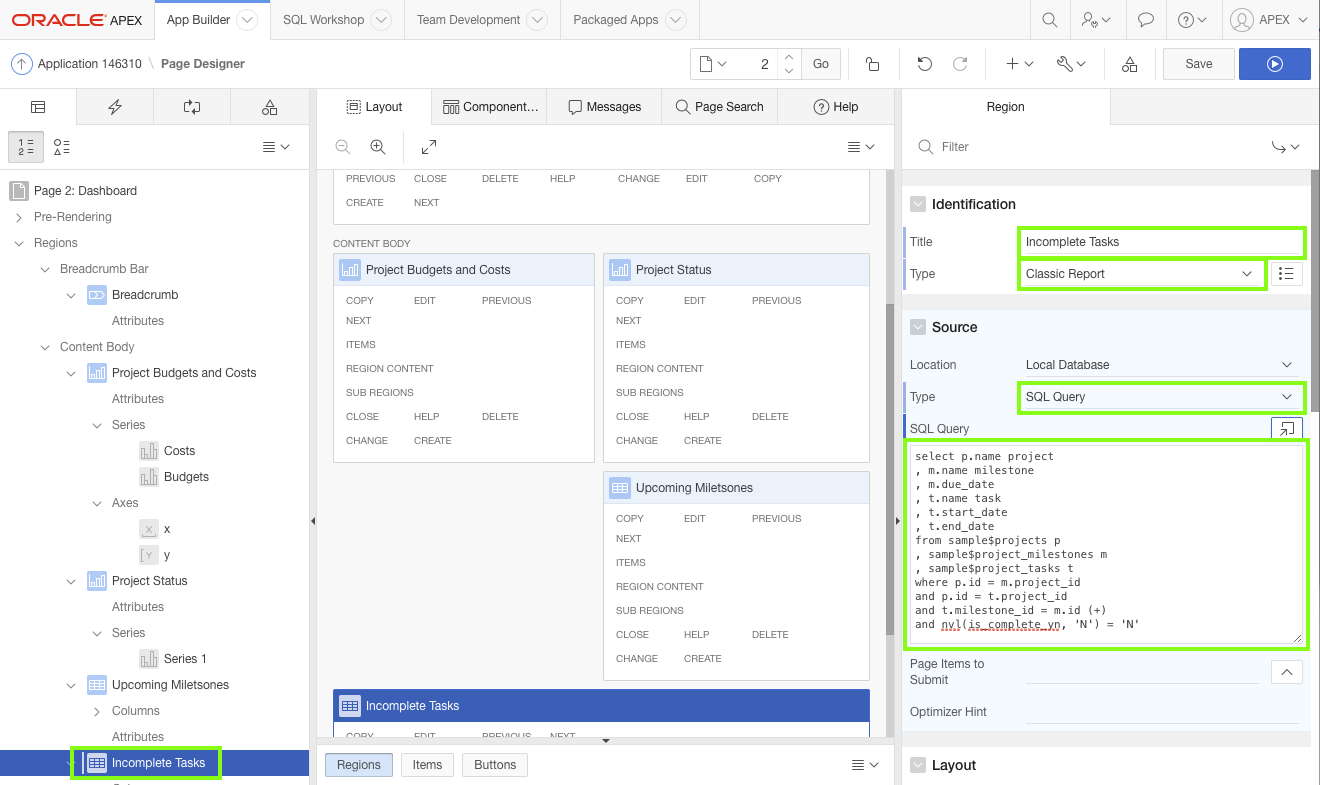 ORACLE APEX
App Builder
SQL Workshop
Team Development
Packaged Apps
APEX
Application 146310 \ Page Designer
2
Go
Save
Layout
Component...
Messages
Page Search
Help
Region
Filter
Page 2: Dashboard
Pre-Rendering
Regions
Breadcrumb Bar
Breadcrumb
Attributes
Content Body
Project Budgets and Costs
Attributes
Series
Costs
Budgets
Axes
x
y
Project Status
Attributes
Series
Series 1
Upcoming Miletsones
Columns
Attributes
Incomplete Tasks
PREVIOUS CLOSE DELETE HELP CHANGE EDIT COPY
CREATE NEXT
CONTENT BODY
Project Budgets and Costs
COPY EDIT PREVIOUS
NEXT
ITEMS
REGION CONTENT
SUB REGIONS
CLOSE HELP DELETE
CHANGE CREATE
Project Status
COPY EDIT PREVIOUS
NEXT
ITEMS
REGION CONTENT
SUB REGIONS
CLOSE HELP DELETE
CHANGE CREATE
Upcoming Miletsones
COPY EDIT PREVIOUS
NEXT
ITEMS
REGION CONTENT
SUB REGIONS
CLOSE HELP DELETE
CHANGE CREATE
Incomplete Tasks
COPY EDIT PREVIOUS NEXT
Regions
Items
Buttons
Identification
Title Incomplete Tasks
Type Classic Report
Source
Location Local Database
Type SQL Query
SQL Query
select p.name project
, m.name milestone
, m.due_date
, t.name task
, t.start_date
, t.end_date
from sample$projects p
, sample$project_milestones m
, sample$project_tasks t
where p.id = m.project_id
and p.id = t.project_id
and t.milestone_id = m.id (+)
and nvl(is_complete_yn, 'N') = 'N'
Page Items to
Submit
Optimizer Hint
Layout